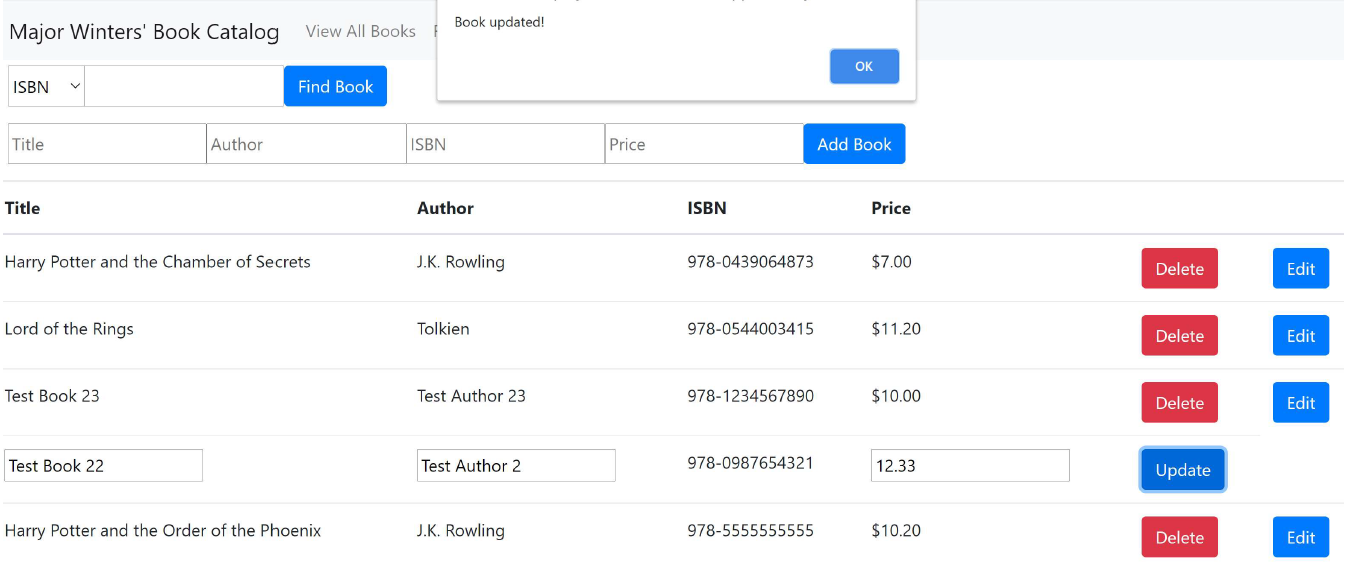 Major Winters' Book Catalog View All Books
Book updated!
OK
ISBN Find Book
Title Author ISBN Price Add Book
Title Author ISBN Price
Harry Potter and the Chamber of Secrets J.K. Rowling 978-0439064873 $7.00 Delete Edit
Lord of the Rings Tolkien 978-0544003415 $11.20 Delete Edit
Test Book 23 Test Author 23 978-1234567890 $10.00 Delete Edit
Test Book 22 Test Author 2 978-0987654321 12.33 Update
Harry Potter and the Order of the Phoenix J.K. Rowling 978-5555555555 $10.20 Delete Edit